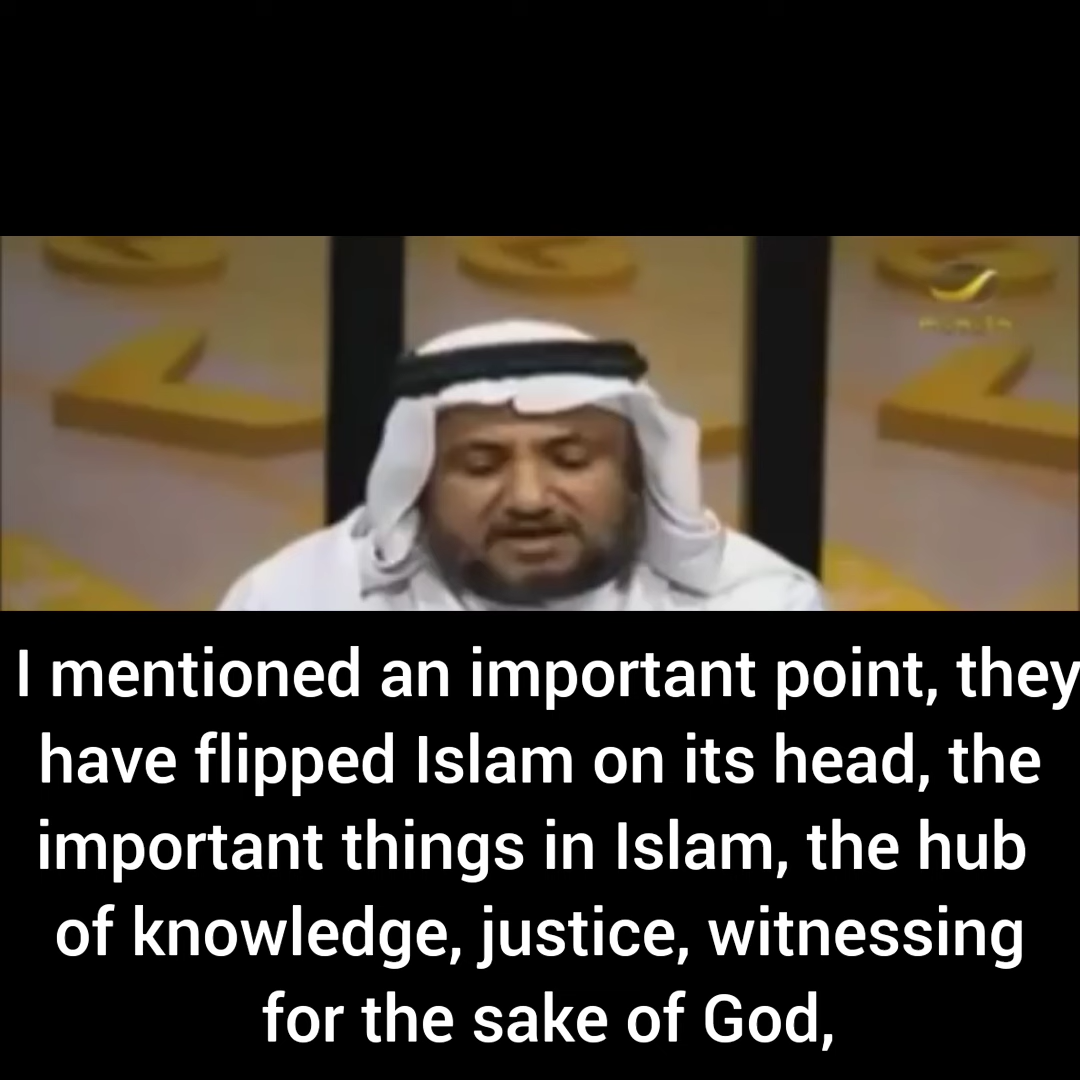 I mentioned an important point, they
have flipped Islam on its head, the
important things in Islam, the hub
of knowledge, justice, witnessing
for the sake of God,